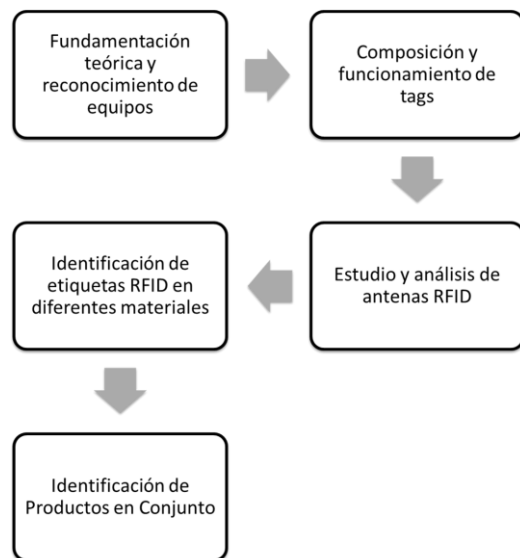 Fundamentación
teórica y
reconocimiento de
equipos
Composición y
funcionamiento de
tags
Estudio y análisis de
antenas RFID
Identificación de
etiquetas RFID en
diferentes materiales
Identificación de
Productos en Conjunto